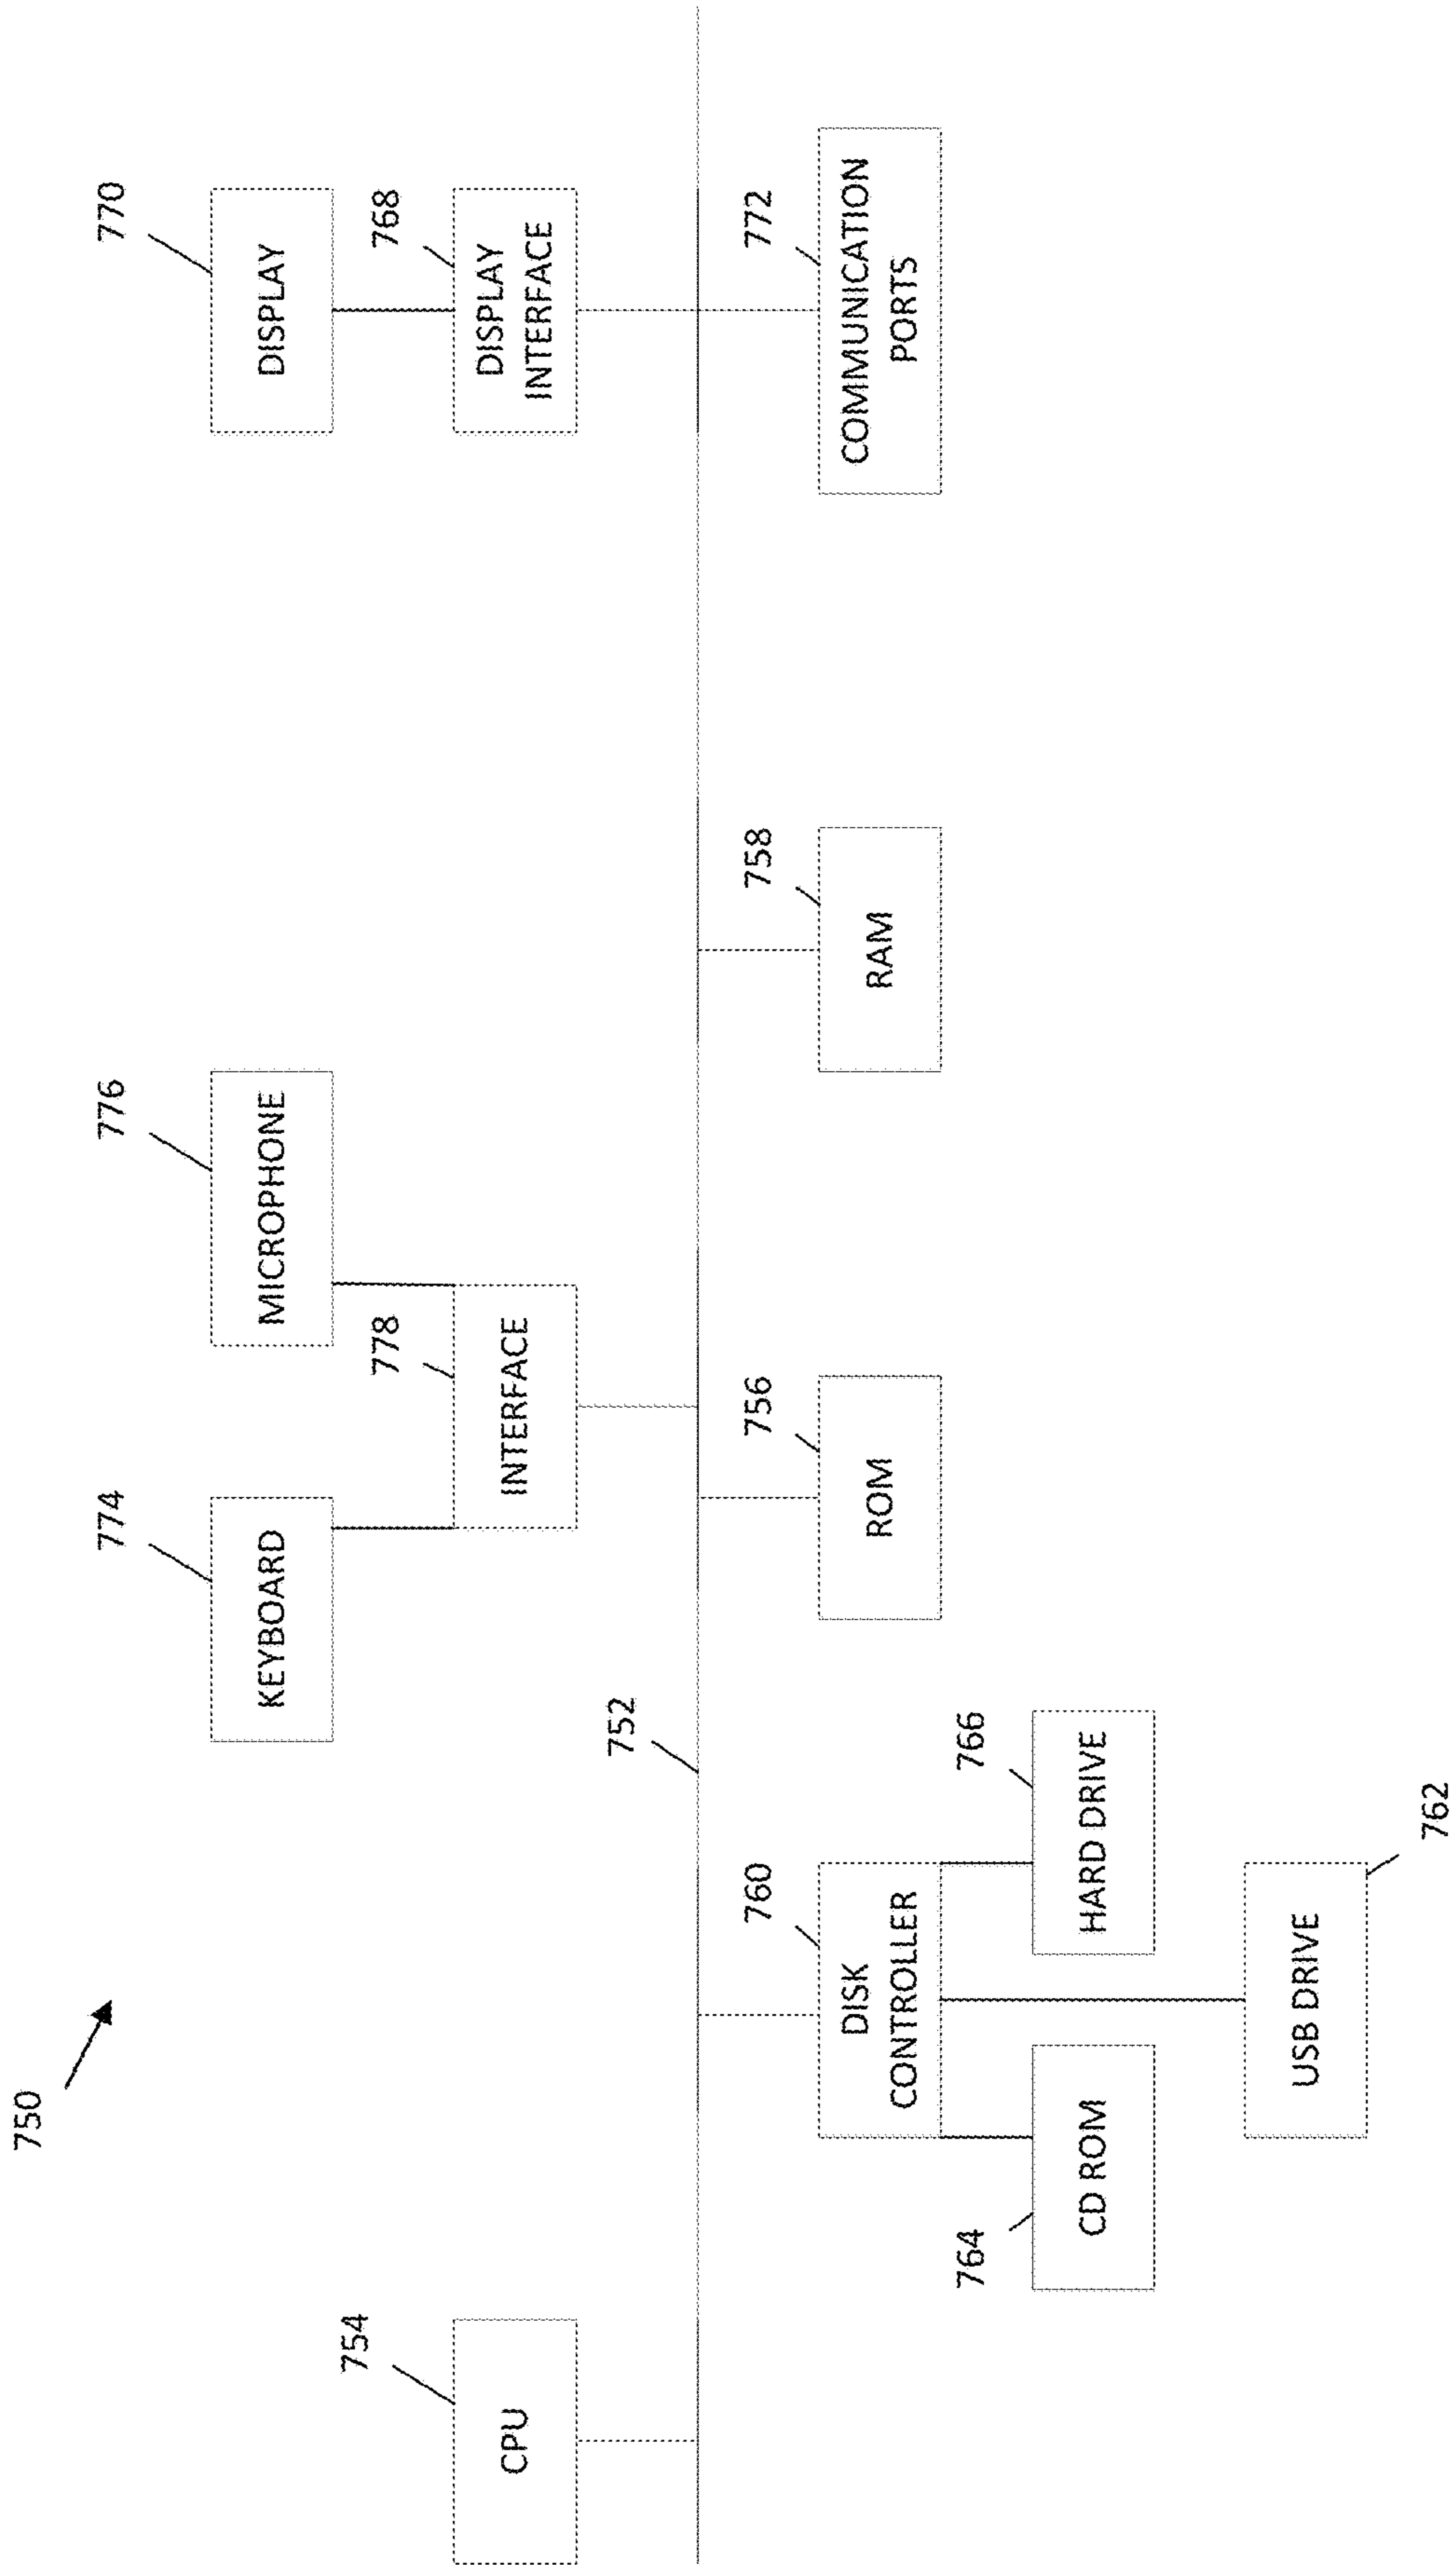 750
774
776
770
KEYBOARD
MICROPHONE
DISPLAY
754
778
768
CPU
INTERFACE
DISPLAY
INTERFACE
752
760
756
758
772
DISK
CONTROLLER
ROM
RAM
COMMUNICATION
PORTS
764
766
CD ROM
HARD DRIVE
USB DRIVE
762